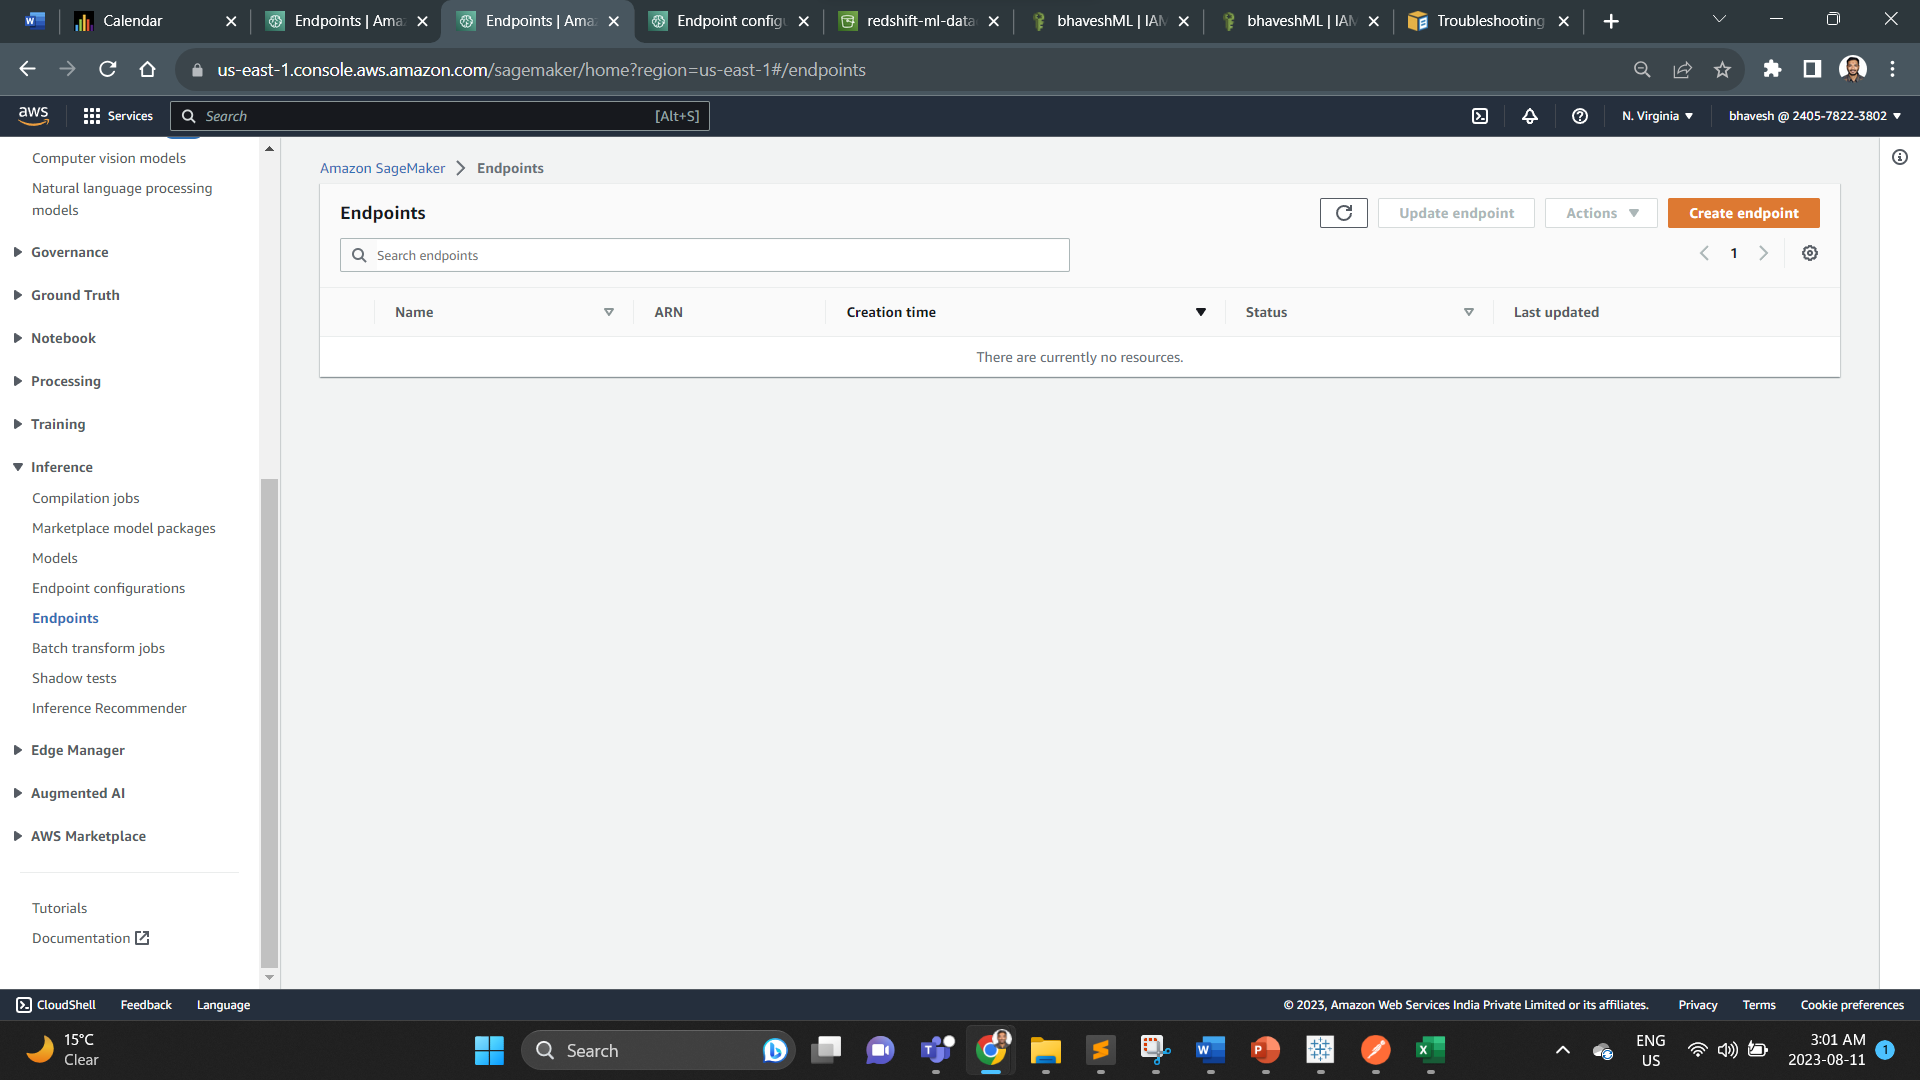 Calendar
Endpoints | Ama
Endpoints | Ama
Endpoint config
redshift-ml-data
bhaveshML | IAM
bhaveshML | IAM
Troubleshooting
us-east-1.console.aws.amazon.com/sagemaker/home?region=us-east-1#/endpoints
aws
Services
Search
[Alt+S]
N. Virginia
bhavesh @ 2405-7822-3802
Computer vision models
Natural language processing
models
Governance
Ground Truth
Notebook
Processing
Training
Inference
Compilation jobs
Marketplace model packages
Models
Endpoint configurations
Endpoints
Batch transform jobs
Shadow tests
Inference Recommender
Edge Manager
Augmented AI
AWS Marketplace
Tutorials
Documentation
Amazon SageMaker
Endpoints
Endpoints
Update endpoint
Actions
Create endpoint
Search endpoints
1
Name
ARN
Creation time
Status
Last updated
There are currently no resources.
CloudShell
Feedback
Language
© 2023, Amazon Web Services India Private Limited or its affiliates.
Privacy
Terms
Cookie preferences
15°C
Clear
Search
ENG
US
3:01 AM
2023-08-11
1